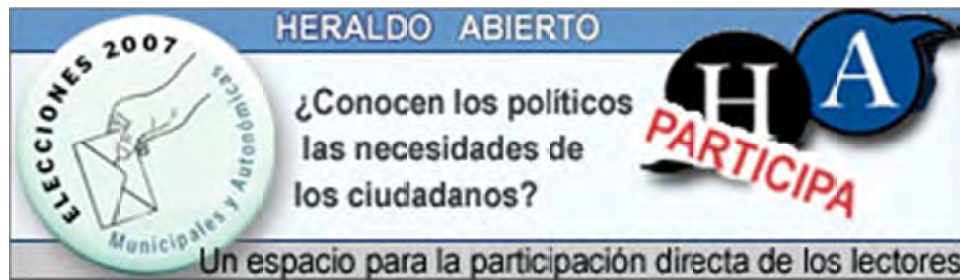 ELECCIONES 2007
Municipales y Autonómicas
HERALDO ABIERTO
¿Conocen los políticos
las necesidades de
los ciudadanos?
HA
PARTICIPA
Un espacio para la participación directa de los lectores